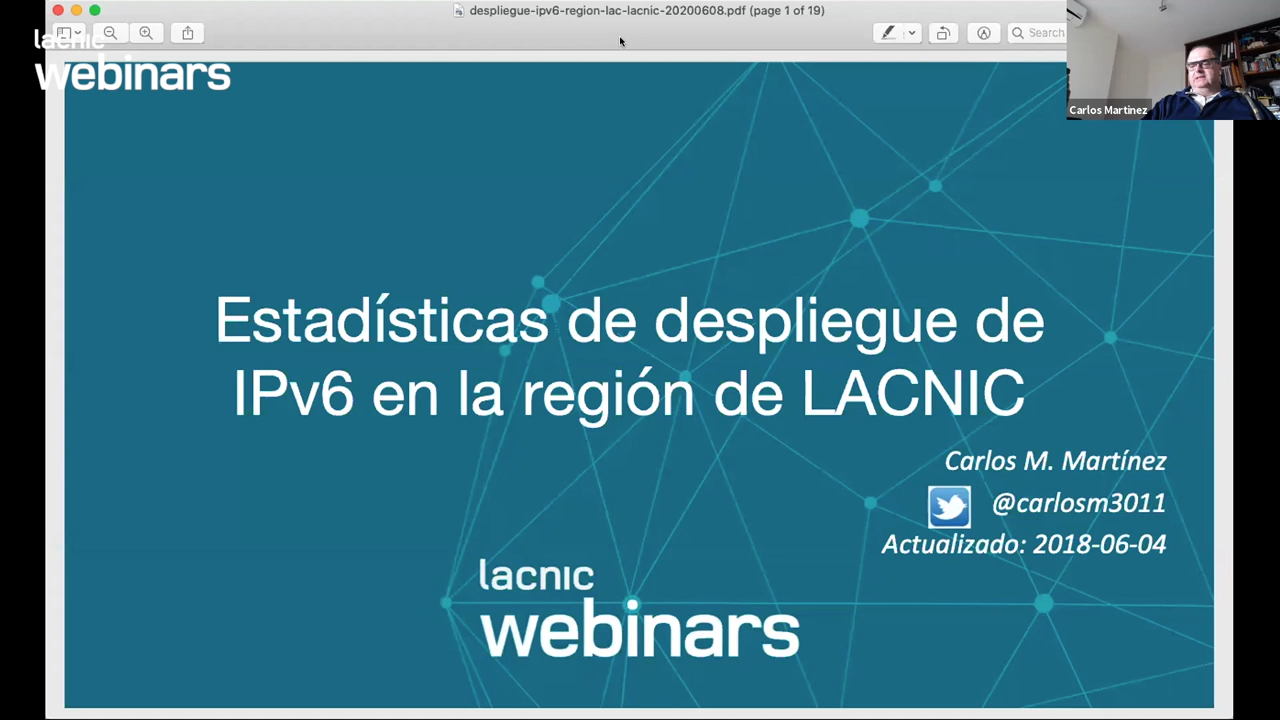 despliegue-ipv6-region-lac-lacnic-20200608.pdf (page 1 of 19)
Search
lacnic
webinars
Carlos Martinez
Estadísticas de despliegue de
IPv6 en la región de LACNIC
Carlos M. Martínez
@carlosm3011
Actualizado: 2018-06-04
lacnic
webinars